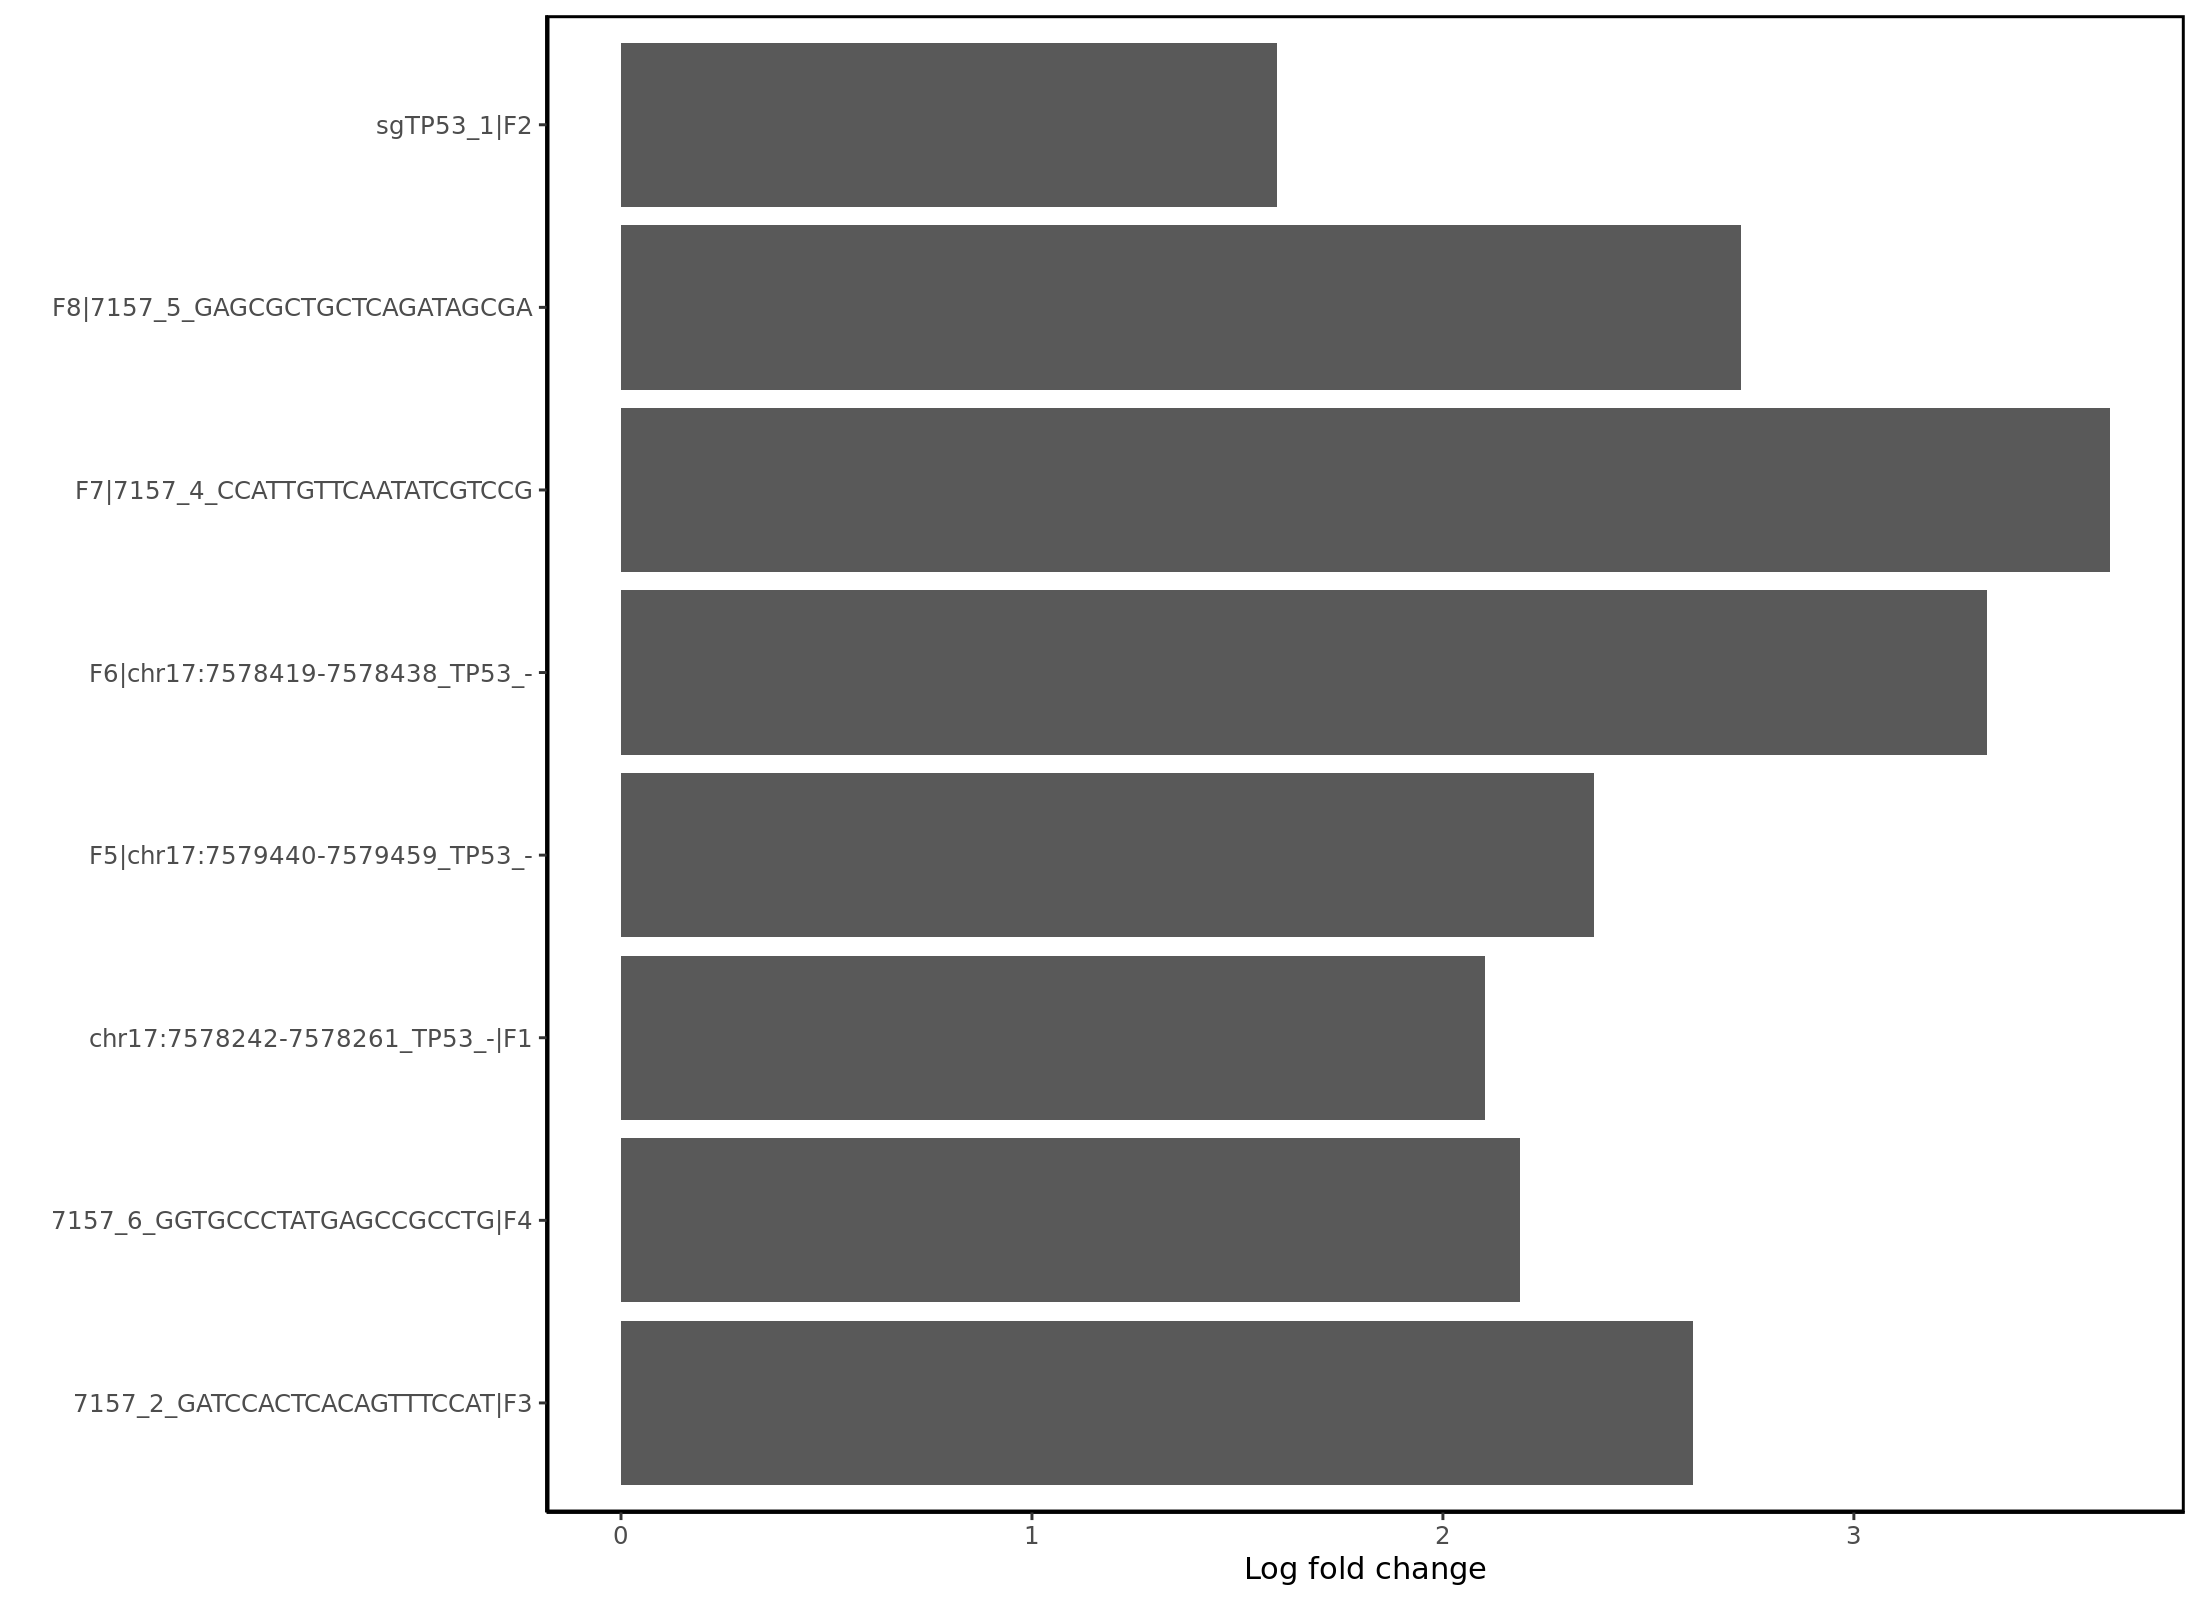 sgTP53_1|F2
F8|7157_5_GAGCGCTGCTCAGATAGCGA
F7|7157_4_CCATTGTTCAATATCGTCCG
F6|chr17:7578419-7578438_TP53_-
F5|chr17:7579440-7579459_TP53_-
chr17:7578242-7578261_TP53_-|F1
7157_6_GGTGCCCTATGAGCCGCCTG|F4
7157_2_GATCCACTCACAGTTTCCAT|F3
0 1 2 3
Log fold change